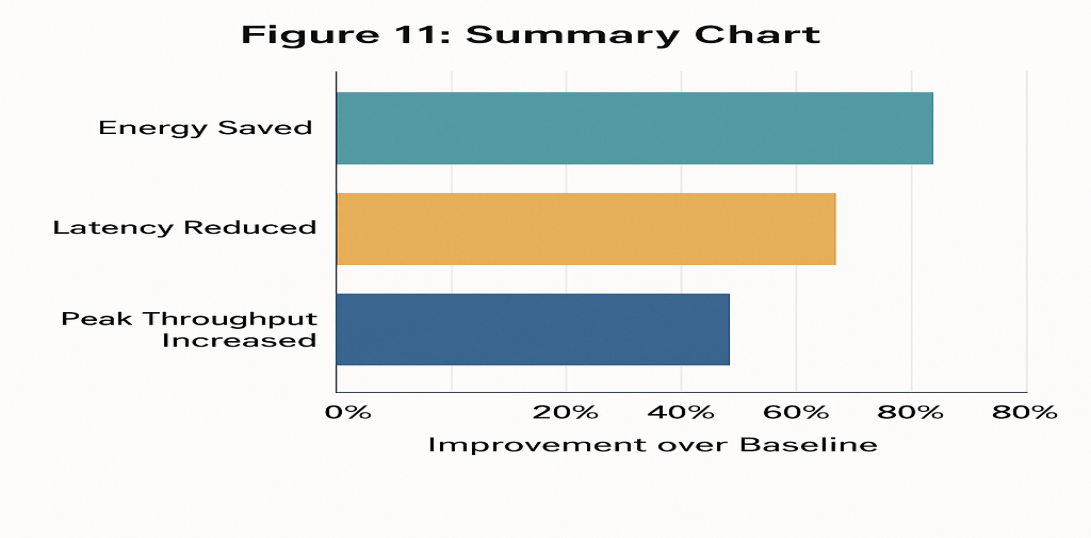 Figure 11: Summary Chart
Energy Saved
Latency Reduced
Peak Throughput
Increased
0% 20% 40% 60% 80% 80%
Improvement over Baseline